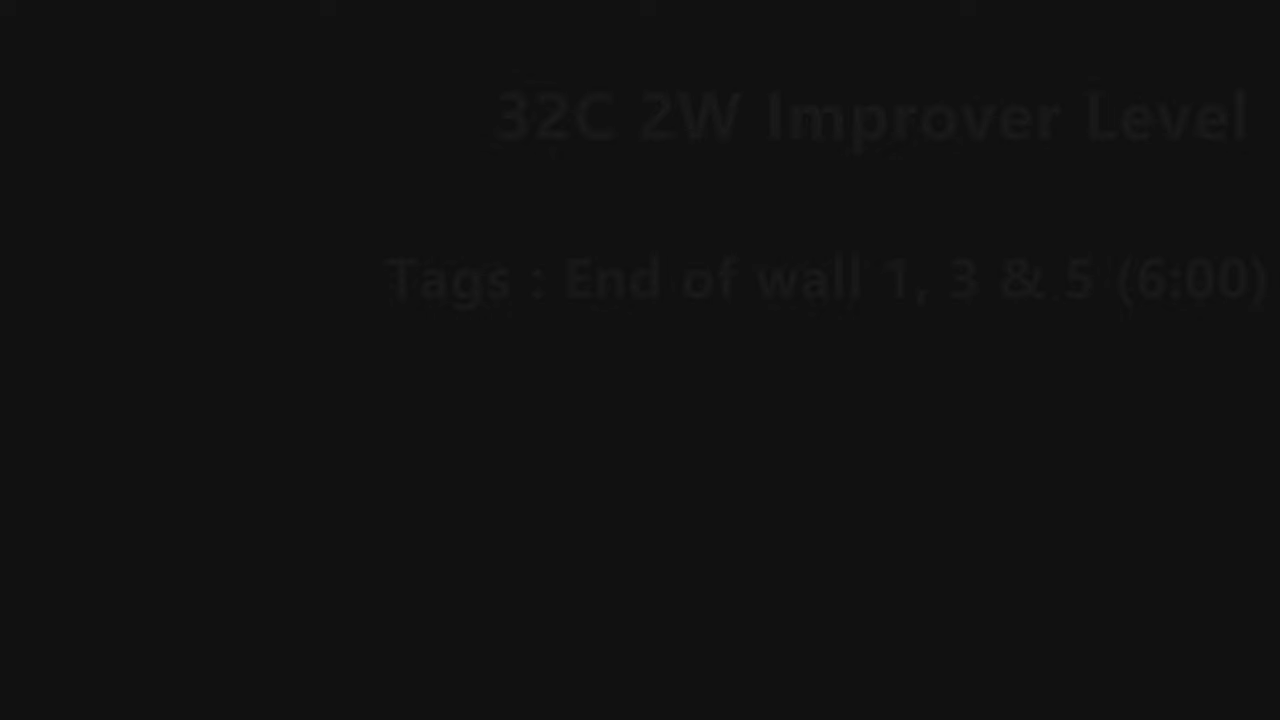 32C 2W Improver Level
Tags : End of wall 1, 3 & 5 (6:00)